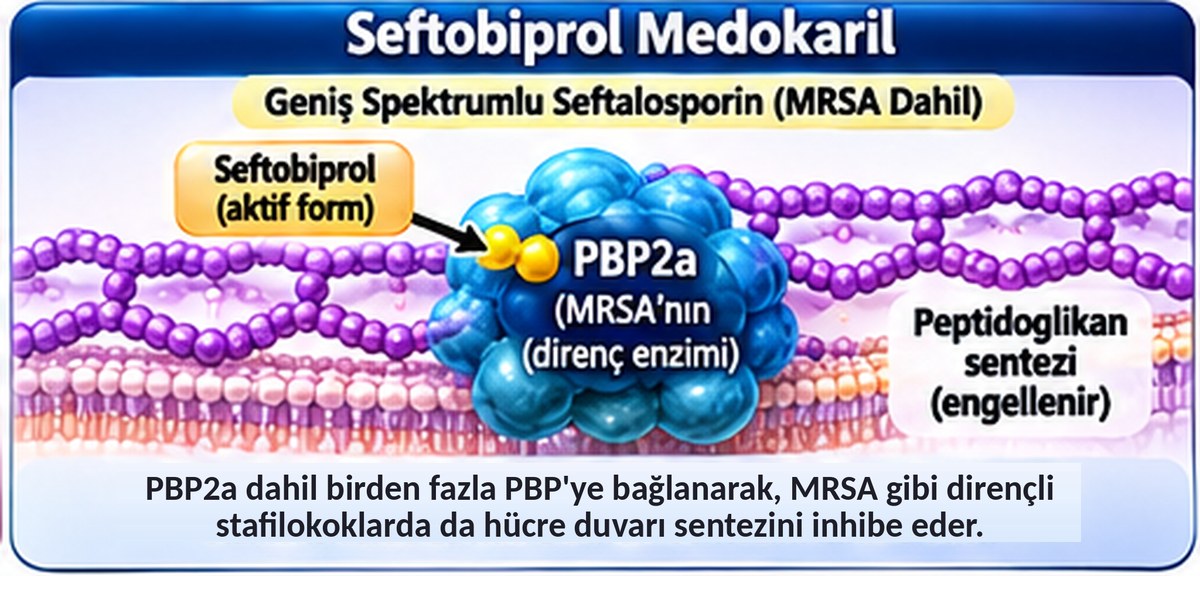 Seftobiprol Medokaril
Geniş Spektrumlu Seftalosporin (MRSA Dahil)
Seftobiprol
(aktif form)
PBP2a
(MRSA'nın
(direnç enzimi)
Peptidoglikan
sentezi
(engellenir)
PBP2a dahil birden fazla PBP'ye bağlanarak, MRSA gibi dirençli
stafilokoklarda da hücre duvarı sentezini inhibe eder.